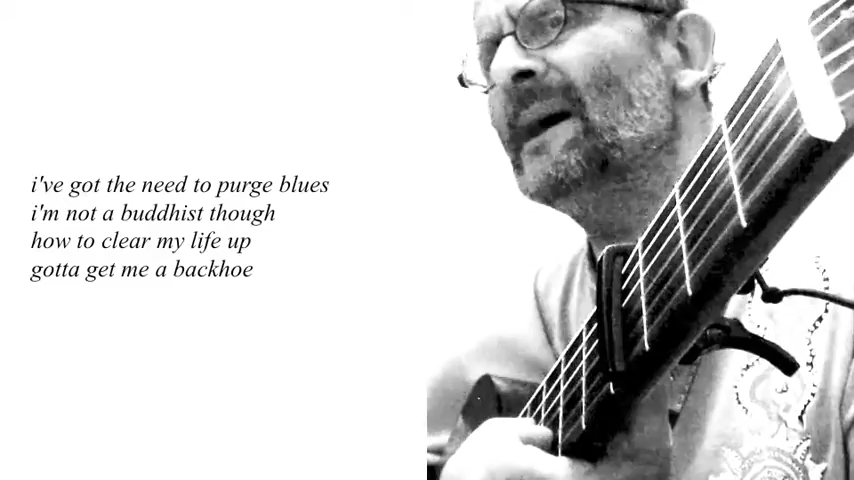 i've got the need to purge blues
i'm not a buddhist though
how to clear my life up
gotta get me a backhoe